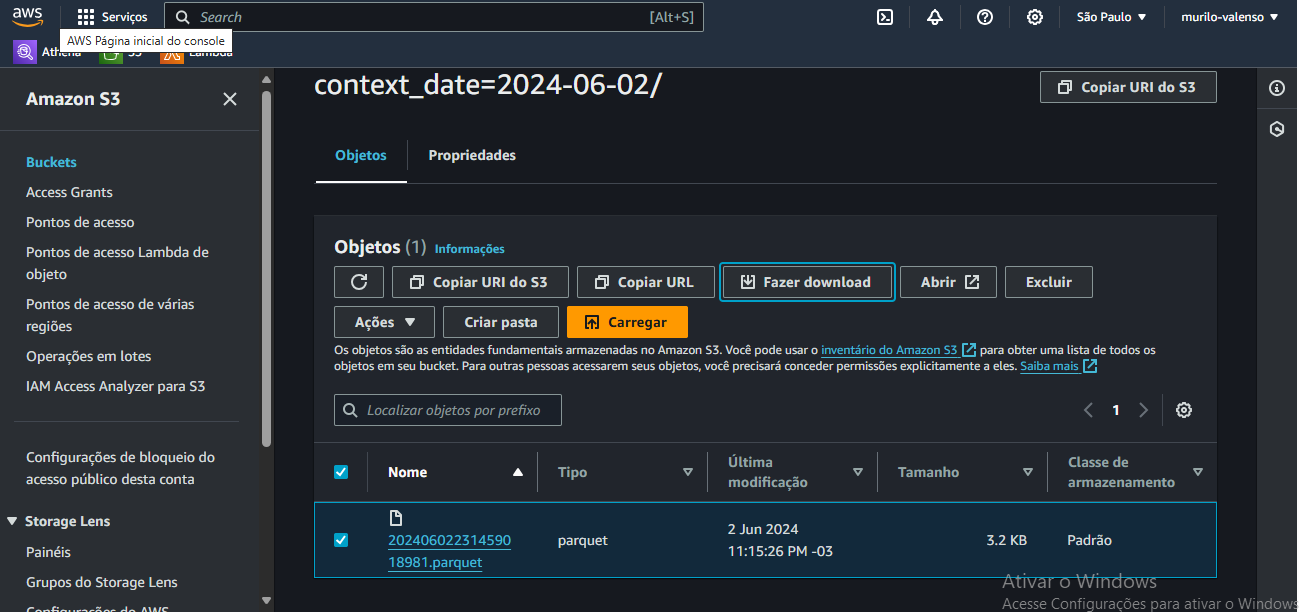 aws
Serviços
Search
[Alt+S]
São Paulo
murilo-valenso
AWS Página inicial do console
Athena
S3
Lambda
Amazon S3
Buckets
Access Grants
Pontos de acesso
Pontos de acesso Lambda de
objeto
Pontos de acesso de várias
regiões
Operações em lotes
IAM Access Analyzer para S3
Configurações de bloqueio do
acesso público desta conta
Storage Lens
Painéis
Grupos do Storage Lens
Configurações do AWS
context_date=2024-06-02/
Copiar URI do S3
Objetos
Propriedades
Objetos (1) Informações
Copiar URI do S3
Copiar URL
Fazer download
Abrir
Excluir
Ações
Criar pasta
Carregar
Os objetos são as entidades fundamentais armazenadas no Amazon S3. Você pode usar o inventário do Amazon S3 para obter uma lista de todos os
objetos em seu bucket. Para outras pessoas acessarem seus objetos, você precisará conceder permissões explicitamente a eles. Saiba mais
Localizar objetos por prefixo
1
Nome
Tipo
Última
modificação
Tamanho
Classe de
armazenamento
202406022314590
18981.parquet
parquet
2 Jun 2024
11:15:26 PM -03
3.2 KB
Padrão
Ativar o Windows
Acesse Configurações para ativar o Windows